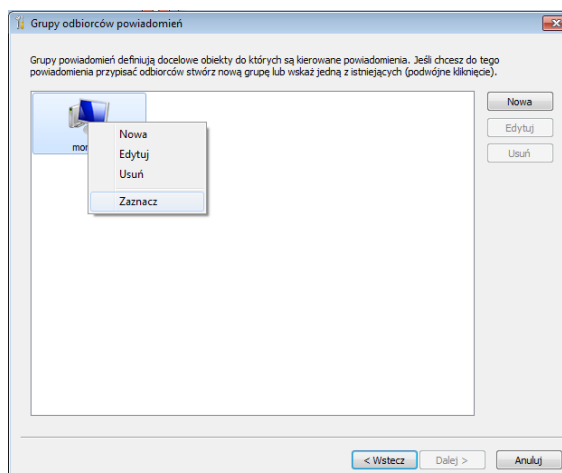 Grupy odbiorców powiadomień
Grupy powiadomień definiują docelowe obiekty do których są kierowane powiadomienia. Jeśli chcesz do tego
powiadomienia przypisać odbiorców stwórz nową grupę lub wskaż jedną z istniejących (podwójne kliknięcie).
Nowa
Edytuj
Usuń
Nowa
Edytuj
Usuń
Zaznacz
< Wstecz
Dalej >
Anuluj